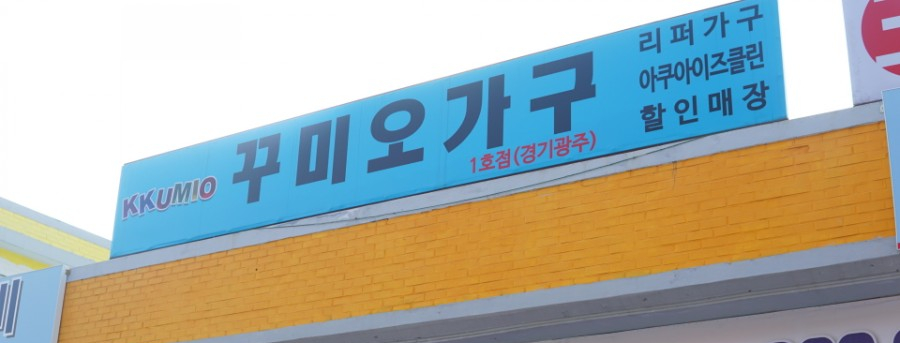 KKUMIO 꾸미오가구
1호점(경기광주)
리퍼가구
아쿠아이즈클린
할인매장